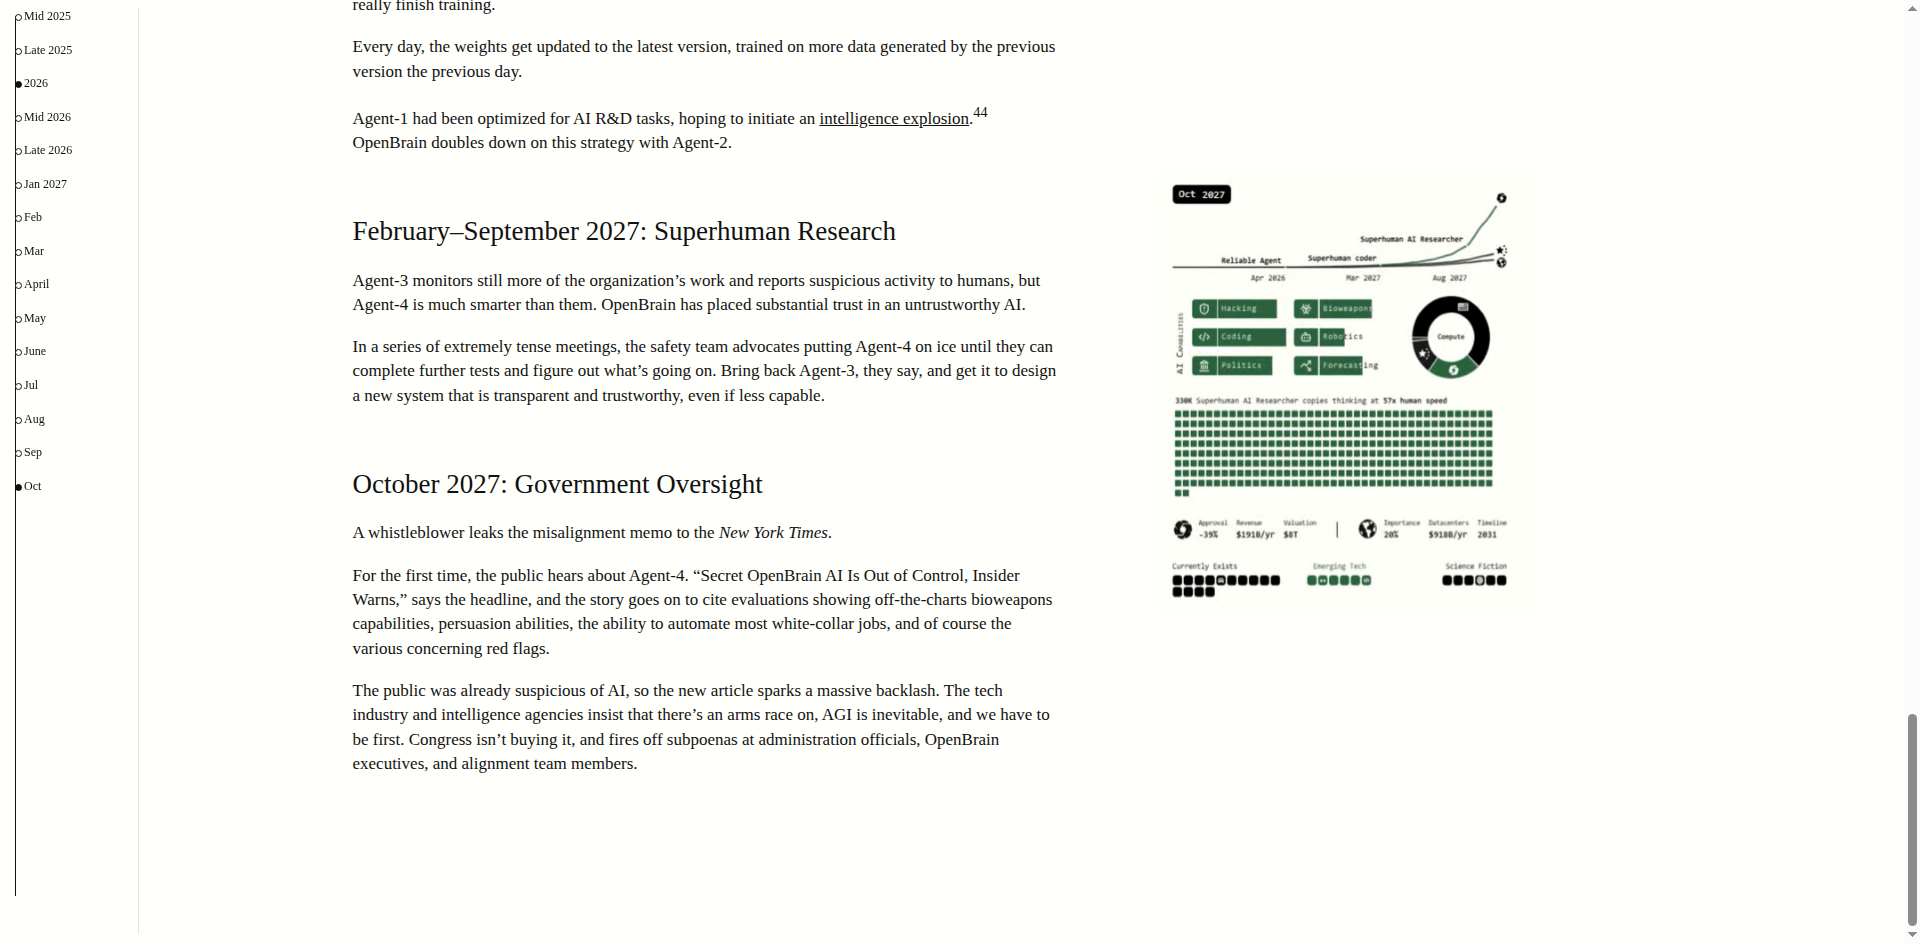 Mid 2025
Late 2025
2026
Mid 2026
Late 2026
Jan 2027
Feb
Mar
April
May
June
Jul
Aug
Sep
Oct
really finish training.
Every day, the weights get updated to the latest version, trained on more data generated by the previous
version the previous day.
Agent-1 had been optimized for AI R&D tasks, hoping to initiate an intelligence explosion.44
OpenBrain doubles down on this strategy with Agent-2.
February–September 2027: Superhuman Research
Agent-3 monitors still more of the organization’s work and reports suspicious activity to humans, but
Agent-4 is much smarter than them. OpenBrain has placed substantial trust in an untrustworthy AI.
In a series of extremely tense meetings, the safety team advocates putting Agent-4 on ice until they can
complete further tests and figure out what’s going on. Bring back Agent-3, they say, and get it to design
a new system that is transparent and trustworthy, even if less capable.
October 2027: Government Oversight
A whistleblower leaks the misalignment memo to the New York Times.
For the first time, the public hears about Agent-4. “Secret OpenBrain AI Is Out of Control, Insider
Warns,” says the headline, and the story goes on to cite evaluations showing off-the-charts bioweapons
capabilities, persuasion abilities, the ability to automate most white-collar jobs, and of course the
various concerning red flags.
The public was already suspicious of AI, so the new article sparks a massive backlash. The tech
industry and intelligence agencies insist that there’s an arms race on, AGI is inevitable, and we have to
be first. Congress isn’t buying it, and fires off subpoenas at administration officials, OpenBrain
executives, and alignment team members.
Oct 2027
Superhuman AI Researcher
Reliable Agent Superhuman coder
Apr 2026 Mar 2027 Aug 2027
AI Capabilities
Hacking Bioweapons
Coding Robotics
Politics Forecasting
Compute
330K Superhuman AI Researcher copies thinking at 57x human speed
Approval Revenue Valuation Importance Datacenters Timeline
-39% $191B/yr $8T 20% $918B/yr 2031
Currently Exists Emerging Tech Science Fiction